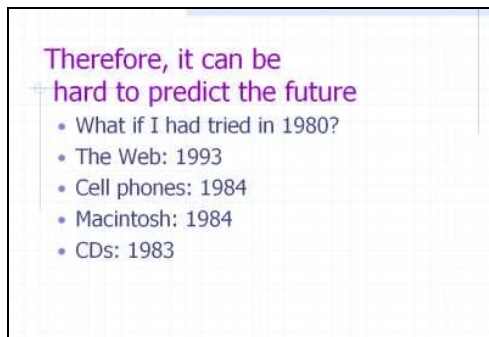 Therefore, it can be
hard to predict the future
• What if I had tried in 1980?
• The Web: 1993
• Cell phones: 1984
• Macintosh: 1984
• CDs: 1983